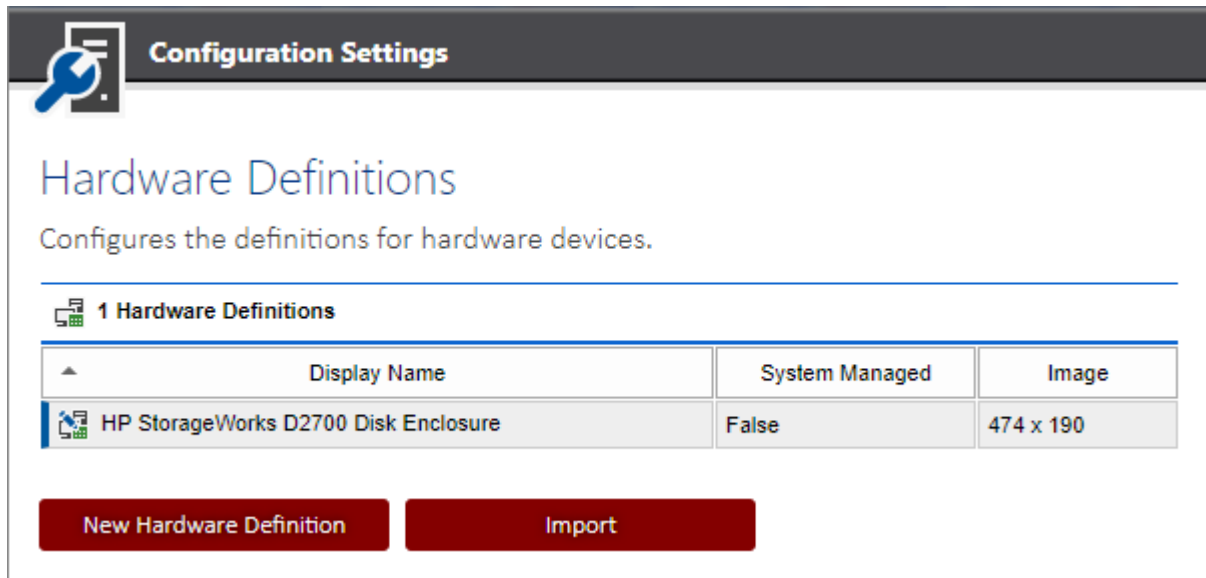 Configuration Settings
Hardware Definitions
Configures the definitions for hardware devices.
1 Hardware Definitions
Display Name System Managed Image
HP StorageWorks D2700 Disk Enclosure False 474 x 190
New Hardware Definition Import